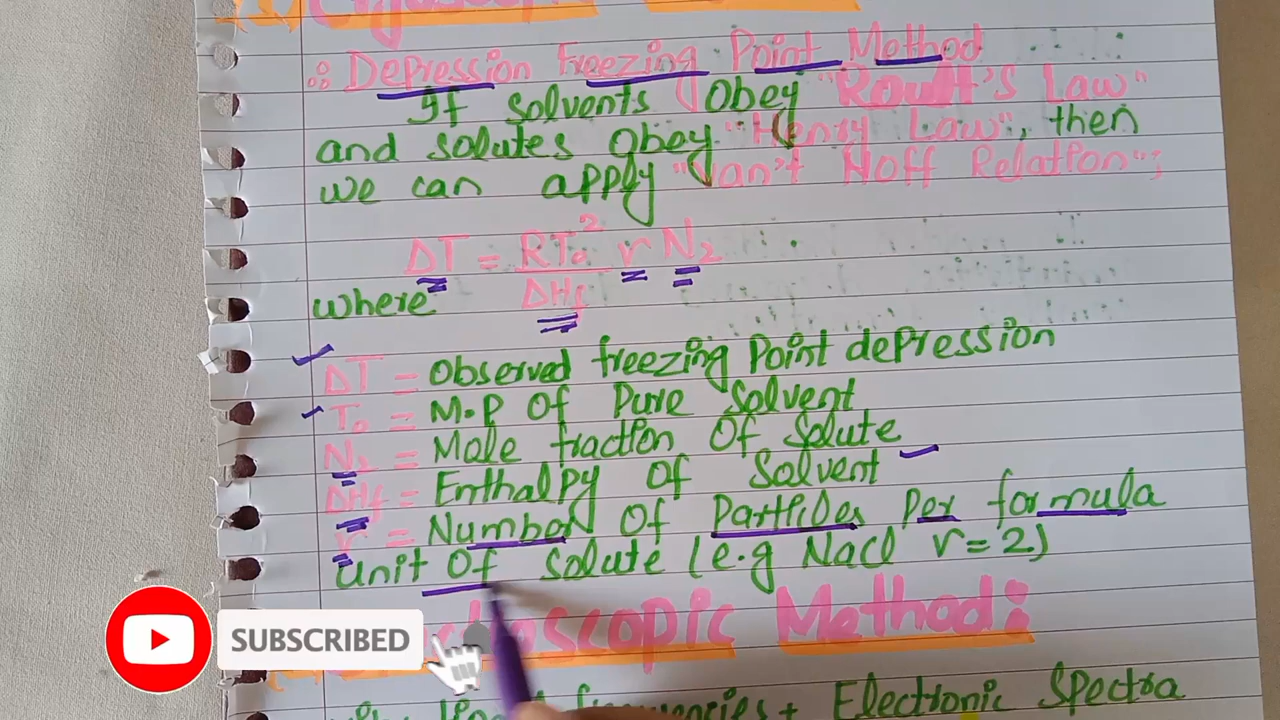 ∴ Depression Freezing Point Method
If solvents Obey "Roult's Law"
and solutes Obey "Henry Law", then
we can apply "Van't Hoff Relation";
ΔT = RT₀² r N₂
ΔHf
where
ΔT = Observed freezing Point depression
T₀ = M.P Of Pure Solvent
N₂ = Mole fraction Of Solute
ΔHf = Enthalpy Of Solvent
r = Number Of Particles Per formula
Unit Of Solute (e.g NaCl r=2)
Method:
SUBSCRIBED
Electronic Spectra